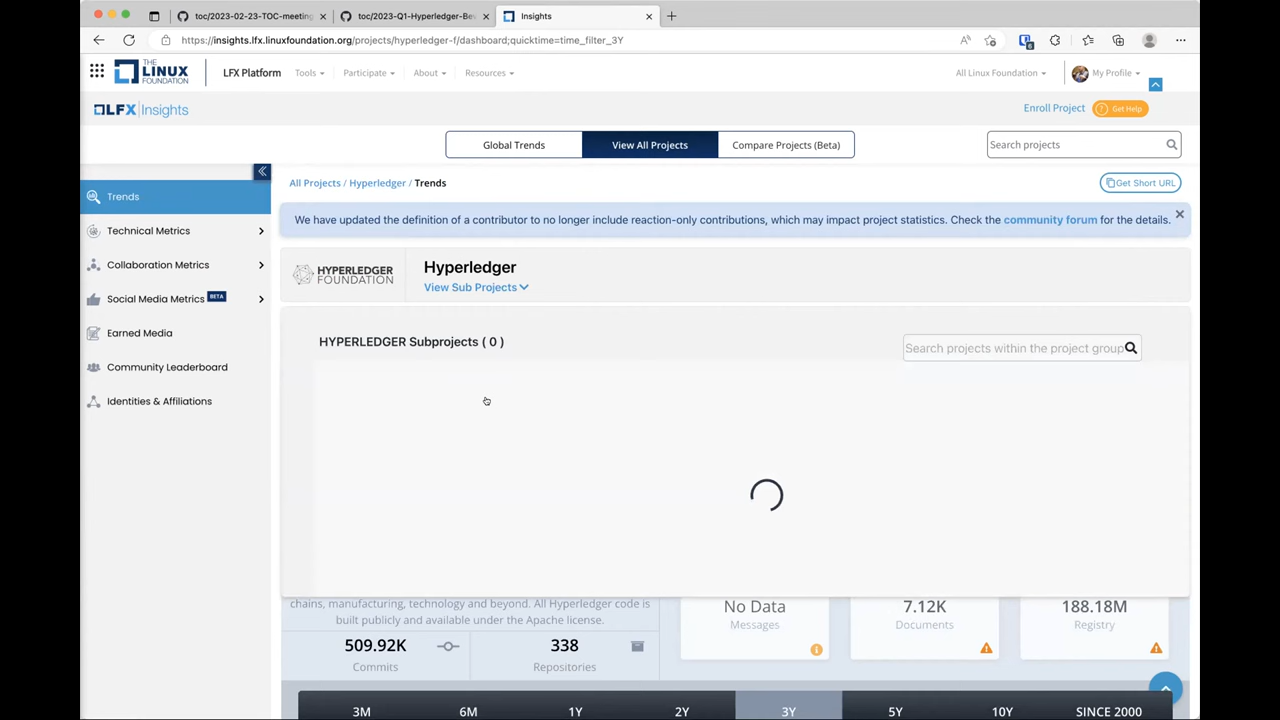 toc/2023-02-23-TOC-meeting
toc/2023-Q1-Hyperledger-Be
Insights
https://insights.lfx.linuxfoundation.org/projects/hyperledger-f/dashboard;quicktime=time_filter_3Y
THE LINUX FOUNDATION
LFX Platform
Tools
Participate
About
Resources
All Linux Foundation
My Profile
LFX Insights
Enroll Project
Get Help
Global Trends
View All Projects
Compare Projects (Beta)
Search projects
Trends
Technical Metrics
Collaboration Metrics
Social Media Metrics BETA
Earned Media
Community Leaderboard
Identities & Affiliations
All Projects / Hyperledger / Trends
Get Short URL
We have updated the definition of a contributor to no longer include reaction-only contributions, which may impact project statistics. Check the community forum for the details.
HYPERLEDGER FOUNDATION
Hyperledger
View Sub Projects
HYPERLEDGER Subprojects ( 0 )
Search projects within the project group
chains, manufacturing, technology and beyond. All Hyperledger code is
built publicly and available under the Apache license.
509.92K
Commits
338
Repositories
No Data
Messages
7.12K
Documents
188.18M
Registry
3M
6M
1Y
2Y
3Y
5Y
10Y
SINCE 2000